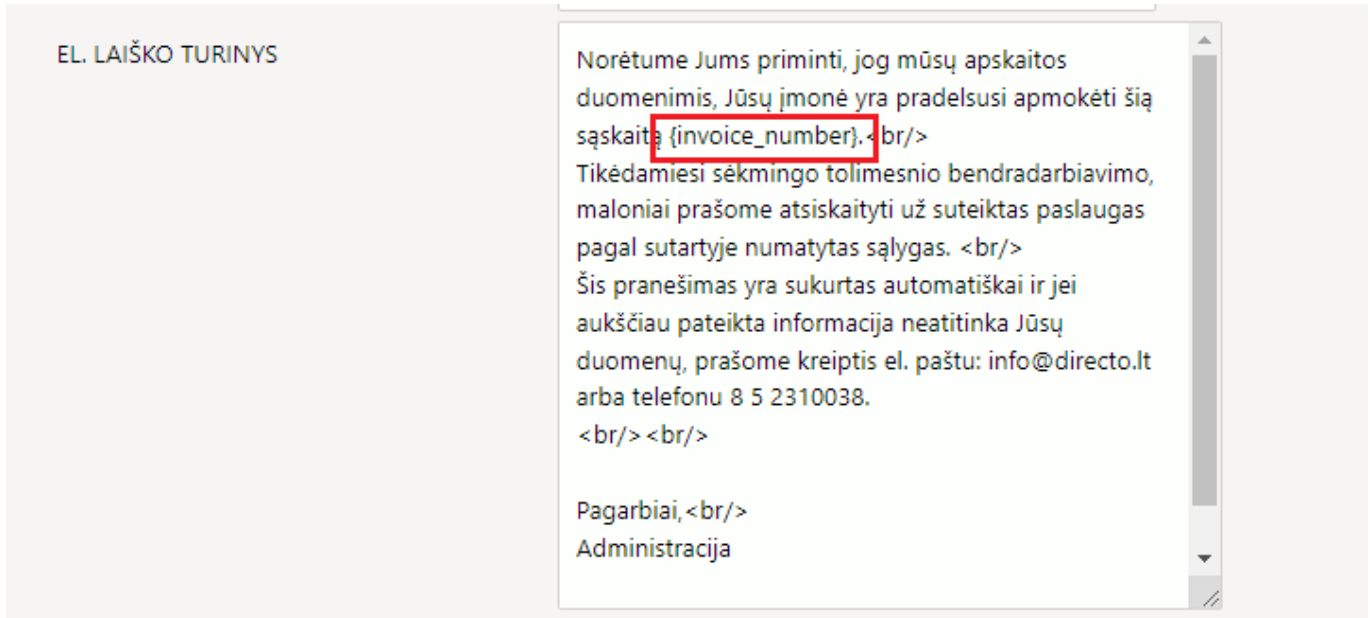 EL. LAIŠKO TURINYS
Norėtume Jums priminti, jog mūsų apskaitos
duomenimis, Jūsų įmonė yra pradelsusi apmokėti šią
sąskaitą {invoice_number}.<br/>
Tikėdamiesi sėkmingo tolimesnio bendradarbiavimo,
maloniai prašome atsiskaityti už suteiktas paslaugas
pagal sutartyje numatytas sąlygas. <br/>
Šis pranešimas yra sukurtas automatiškai ir jei
aukščiau pateikta informacija neatitinka Jūsų
duomenų, prašome kreiptis el. paštu: info@directo.lt
arba telefonu 8 5 2310038.
<br/><br/>
Pagarbiai,<br/>
Administracija